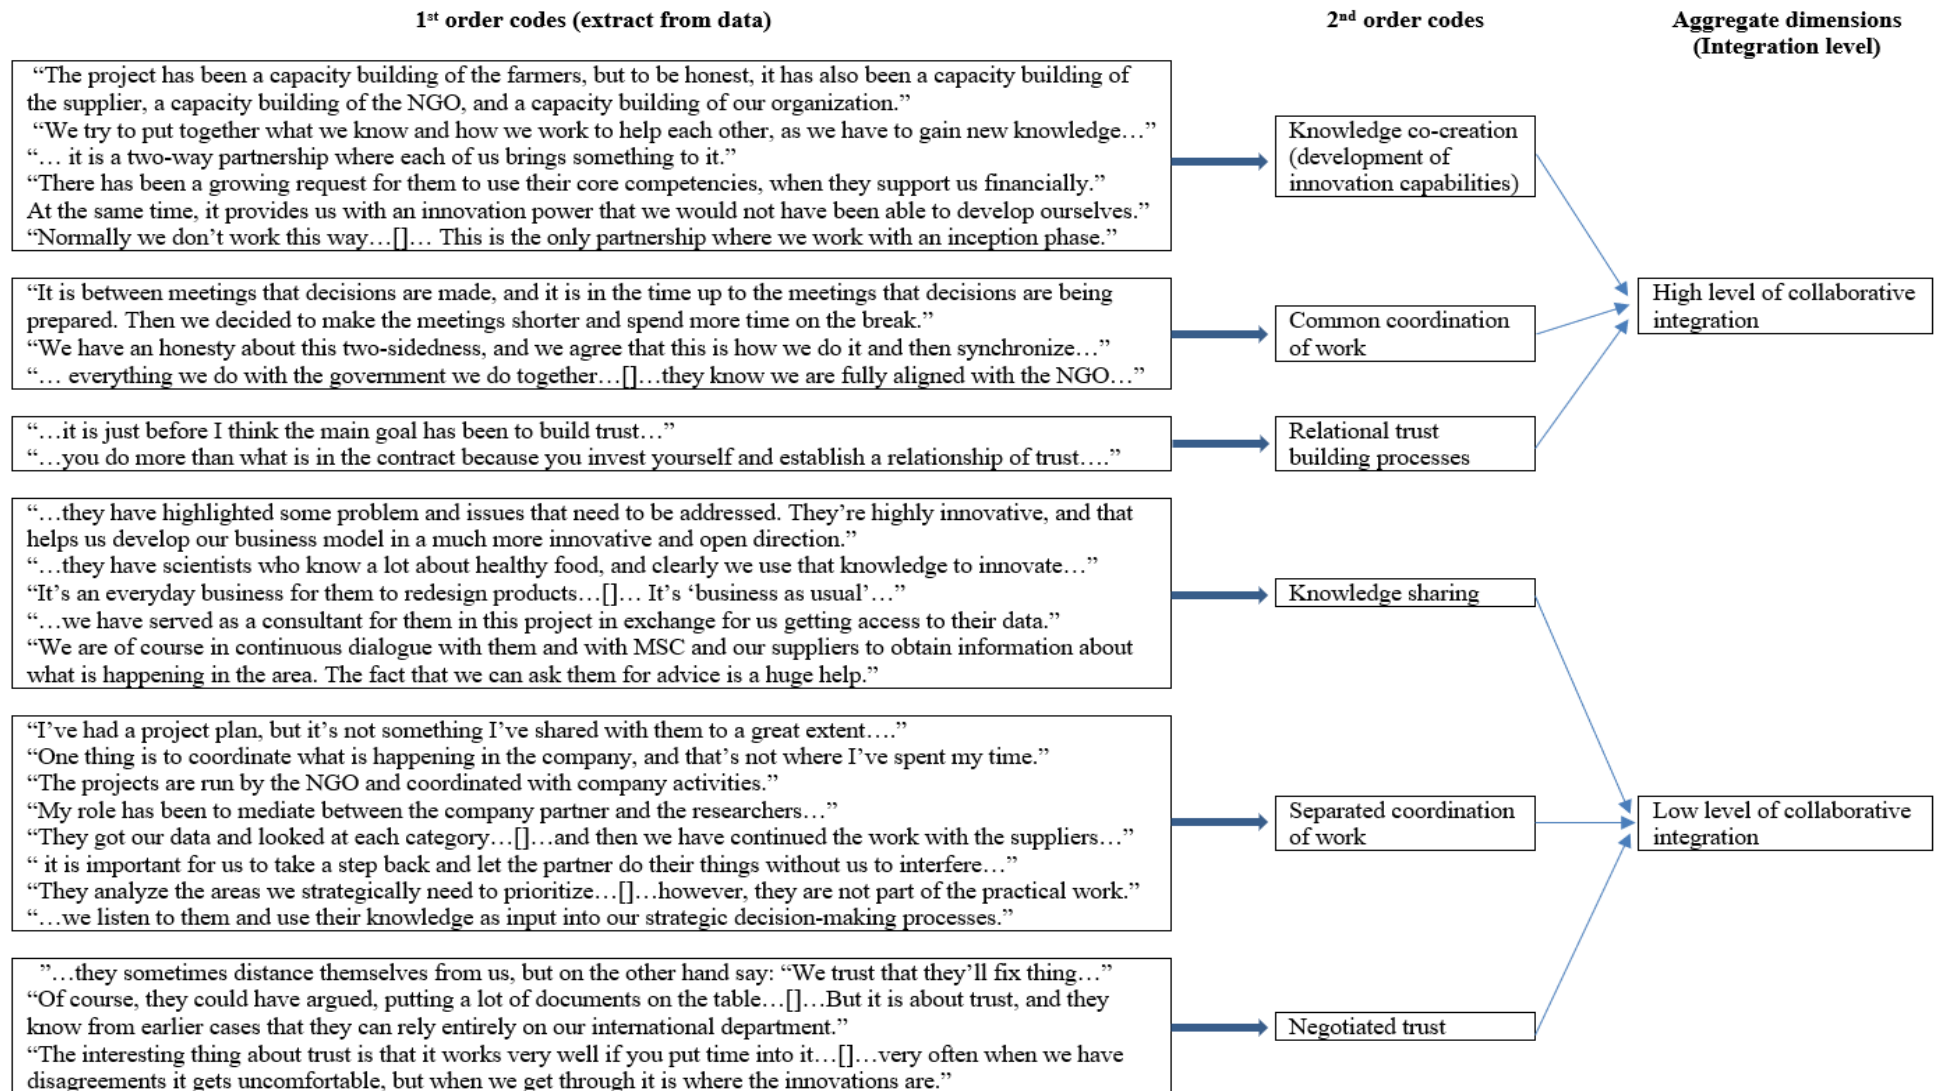 1st order codes (extract from data)
2nd order codes
Aggregate dimensions
(Integration level)
“The project has been a capacity building of the farmers, but to be honest, it has also been a capacity building of
the supplier, a capacity building of the NGO, and a capacity building of our organization.”
“We try to put together what we know and how we work to help each other, as we have to gain new knowledge…”
“… it is a two-way partnership where each of us brings something to it.”
“There has been a growing request for them to use their core competencies, when they support us financially.”
At the same time, it provides us with an innovation power that we would not have been able to develop ourselves.”
“Normally we don’t work this way…[]… This is the only partnership where we work with an inception phase.”
Knowledge co-creation
(development of
innovation capabilities)
“It is between meetings that decisions are made, and it is in the time up to the meetings that decisions are being
prepared. Then we decided to make the meetings shorter and spend more time on the break.”
“We have an honesty about this two-sidedness, and we agree that this is how we do it and then synchronize…”
“… everything we do with the government we do together…[]…they know we are fully aligned with the NGO…”
Common coordination
of work
High level of collaborative
integration
“…it is just before I think the main goal has been to build trust…”
“…you do more than what is in the contract because you invest yourself and establish a relationship of trust….”
Relational trust
building processes
“…they have highlighted some problem and issues that need to be addressed. They’re highly innovative, and that
helps us develop our business model in a much more innovative and open direction.”
“…they have scientists who know a lot about healthy food, and clearly we use that knowledge to innovate…”
“It’s an everyday business for them to redesign products…[]… It’s ‘business as usual’…”
“…we have served as a consultant for them in this project in exchange for us getting access to their data.”
“We are of course in continuous dialogue with them and with MSC and our suppliers to obtain information about
what is happening in the area. The fact that we can ask them for advice is a huge help.”
Knowledge sharing
“I’ve had a project plan, but it’s not something I’ve shared with them to a great extent….”
“One thing is to coordinate what is happening in the company, and that’s not where I’ve spent my time.”
“The projects are run by the NGO and coordinated with company activities.”
“My role has been to mediate between the company partner and the researchers…”
“They got our data and looked at each category…[]…and then we have continued the work with the suppliers…”
“ it is important for us to take a step back and let the partner do their things without us to interfere…”
“They analyze the areas we strategically need to prioritize…[]…however, they are not part of the practical work.”
“…we listen to them and use their knowledge as input into our strategic decision-making processes.”
Separated coordination
of work
Low level of collaborative
integration
”…they sometimes distance themselves from us, but on the other hand say: “We trust that they’ll fix thing…”
“Of course, they could have argued, putting a lot of documents on the table…[]…But it is about trust, and they
know from earlier cases that they can rely entirely on our international department.”
“The interesting thing about trust is that it works very well if you put time into it…[]…very often when we have
disagreements it gets uncomfortable, but when we get through it is where the innovations are.”
Negotiated trust